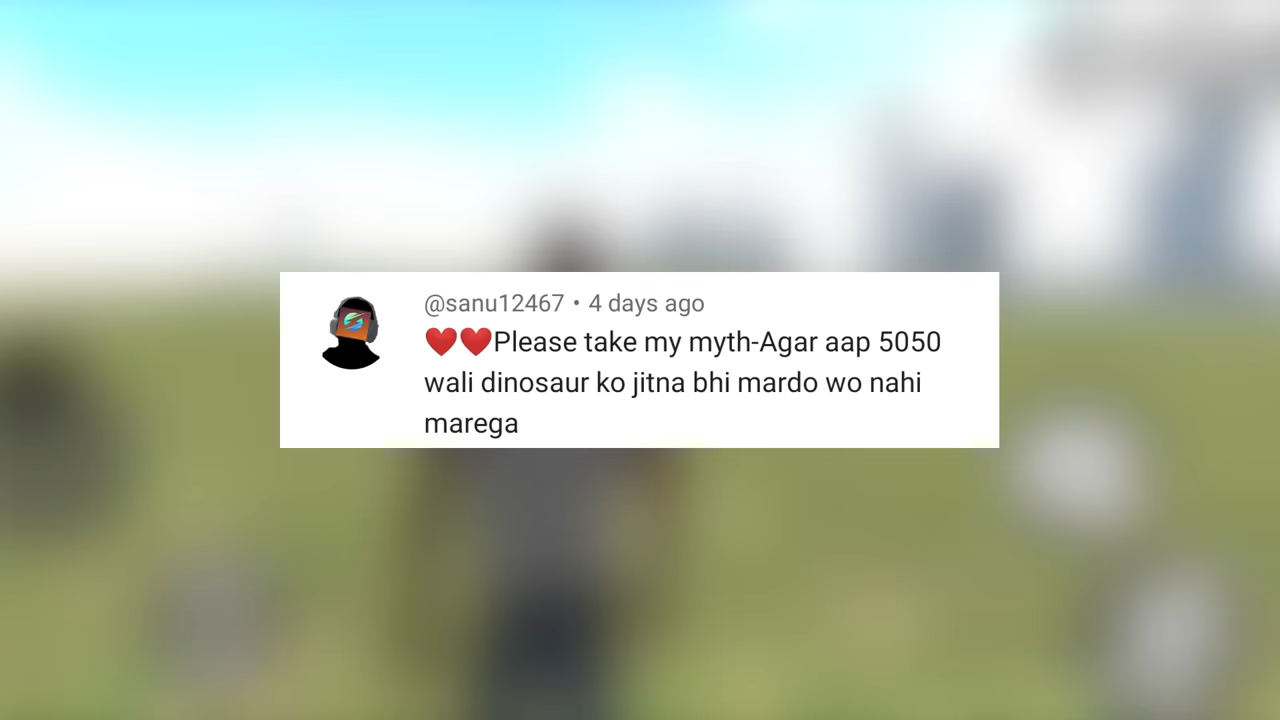 @sanu12467 • 4 days ago
❤️❤️Please take my myth-Agar aap 5050
wali dinosaur ko jitna bhi mardo wo nahi
marega